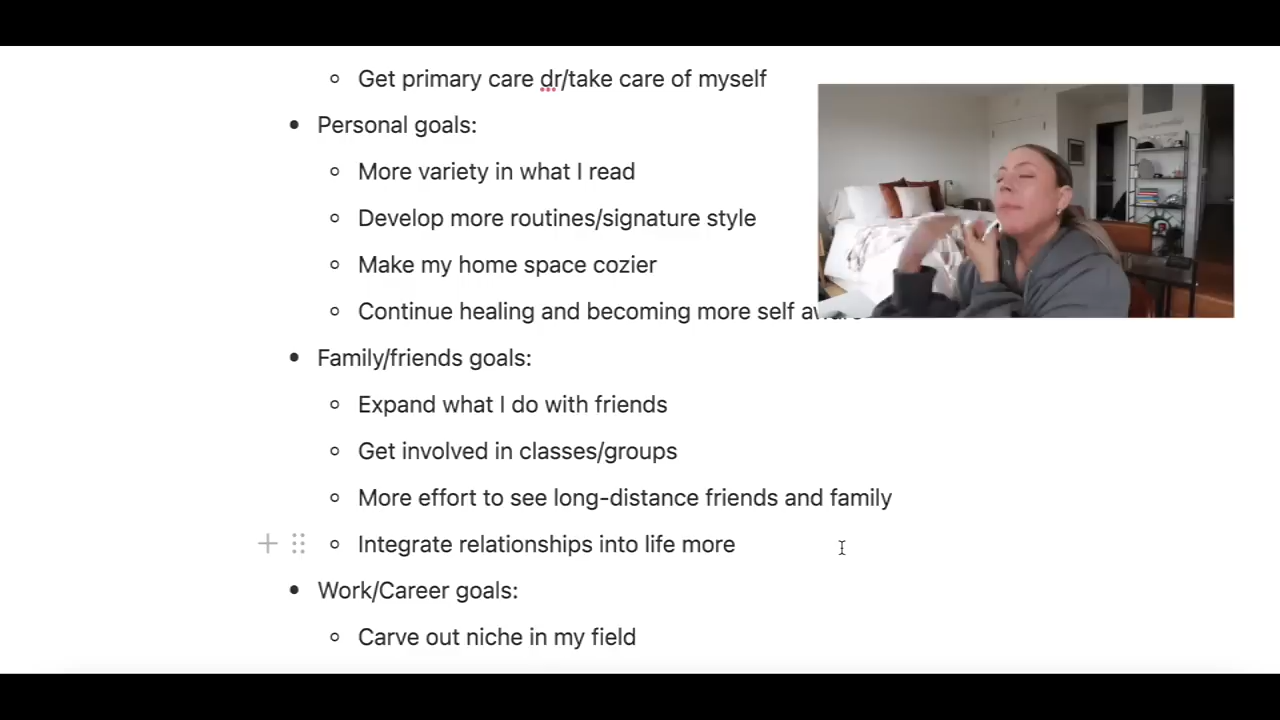 Get primary care dr/take care of myself
Personal goals:
More variety in what I read
Develop more routines/signature style
Make my home space cozier
Continue healing and becoming more self
Family/friends goals:
Expand what I do with friends
Get involved in classes/groups
More effort to see long-distance friends and family
Integrate relationships into life more
Work/Career goals:
Carve out niche in my field